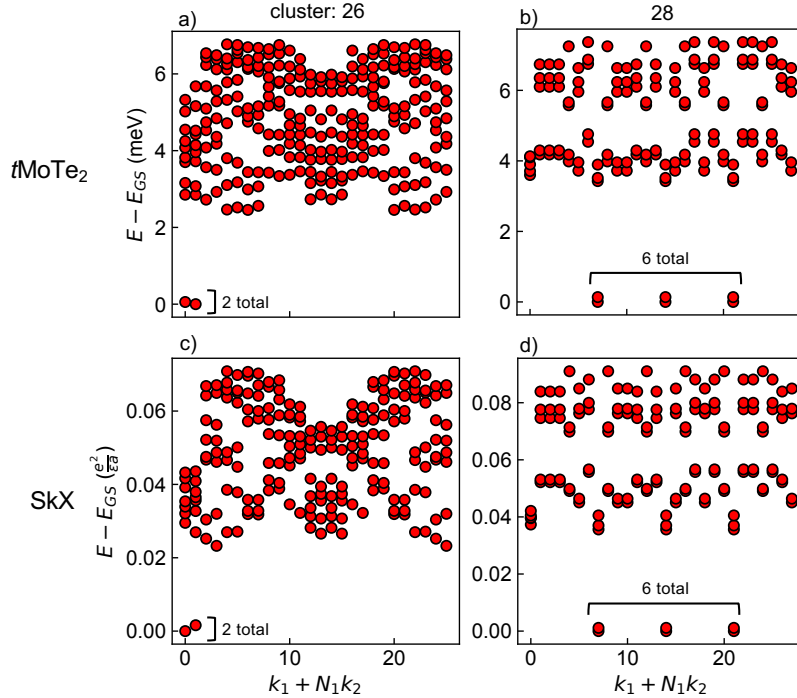 cluster: 26
28
a)
b)
tMoTe₂
E − E_GS (meV)
6
4
2
0
2 total
6
4
2
0
6 total
c)
d)
SkX
E − E_GS (e²/εa)
0.06
0.04
0.02
0.00
2 total
0
10
20
k₁ + N₁k₂
0.08
0.06
0.04
0.02
0.00
6 total
0
10
20
k₁ + N₁k₂